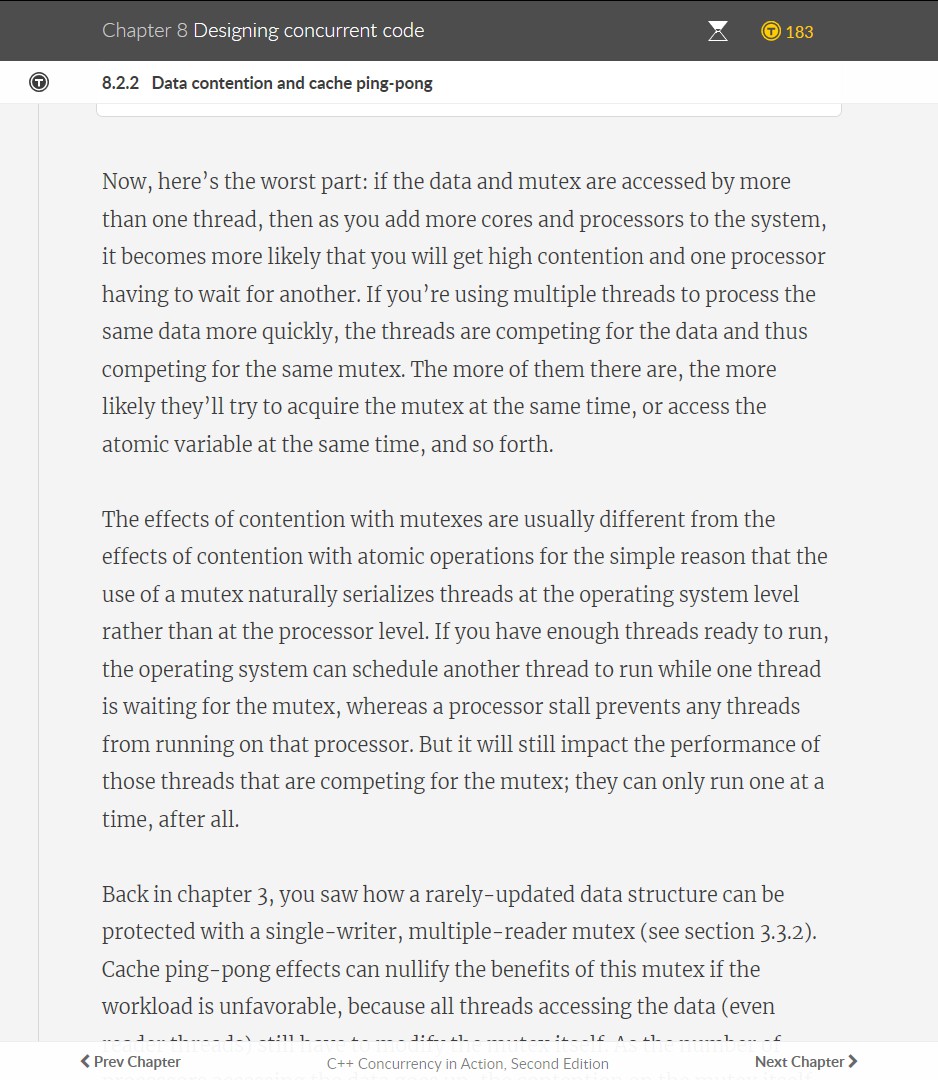 Chapter 8 Designing concurrent code
183
8.2.2 Data contention and cache ping-pong
Now, here’s the worst part: if the data and mutex are accessed by more
than one thread, then as you add more cores and processors to the system,
it becomes more likely that you will get high contention and one processor
having to wait for another. If you’re using multiple threads to process the
same data more quickly, the threads are competing for the data and thus
competing for the same mutex. The more of them there are, the more
likely they’ll try to acquire the mutex at the same time, or access the
atomic variable at the same time, and so forth.
The effects of contention with mutexes are usually different from the
effects of contention with atomic operations for the simple reason that the
use of a mutex naturally serializes threads at the operating system level
rather than at the processor level. If you have enough threads ready to run,
the operating system can schedule another thread to run while one thread
is waiting for the mutex, whereas a processor stall prevents any threads
from running on that processor. But it will still impact the performance of
those threads that are competing for the mutex; they can only run one at a
time, after all.
Back in chapter 3, you saw how a rarely-updated data structure can be
protected with a single-writer, multiple-reader mutex (see section 3.3.2).
Cache ping-pong effects can nullify the benefits of this mutex if the
workload is unfavorable, because all threads accessing the data (even
reader threads) still have to modify the mutex itself. As the number of
Prev Chapter
C++ Concurrency in Action, Second Edition
Next Chapter